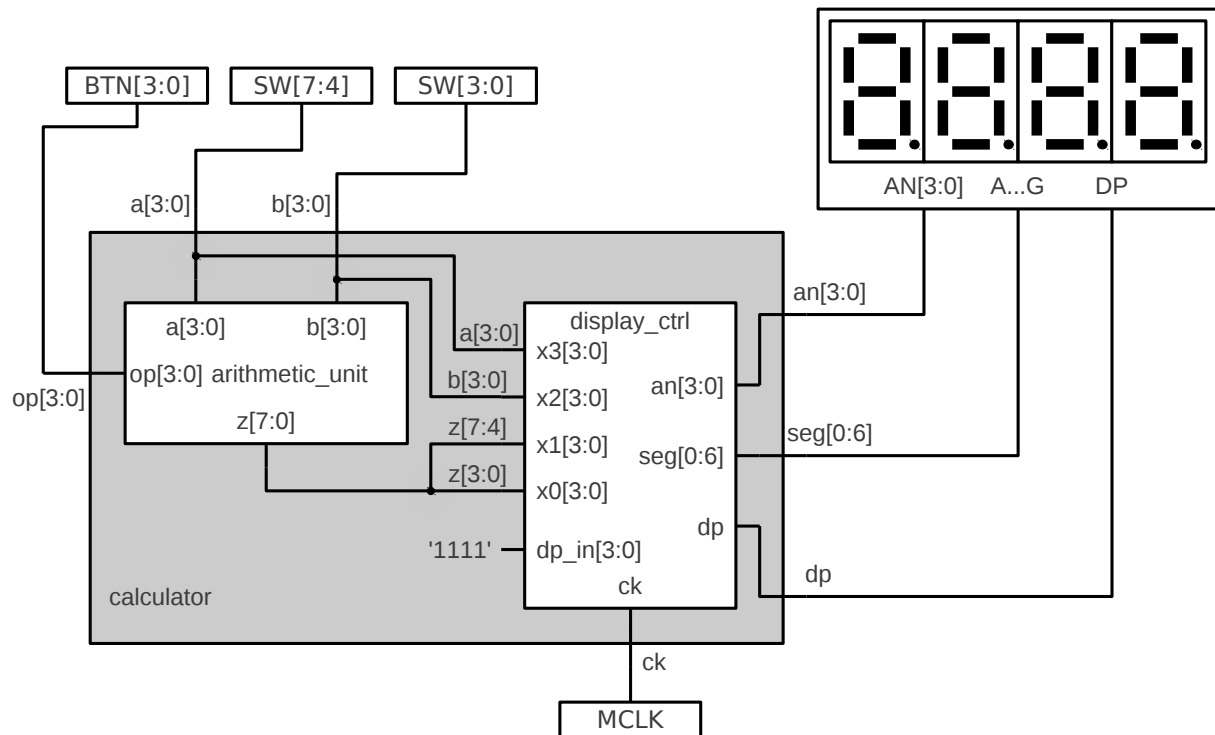 BTN[3:0] SW[7:4] SW[3:0]
AN[3:0] A...G DP
a[3:0] b[3:0]
an[3:0]
a[3:0] b[3:0] a[3:0] display_ctrl
x3[3:0]
op[3:0] arithmetic_unit b[3:0] an[3:0]
op[3:0] x2[3:0]
z[7:0] z[7:4] seg[0:6]
x1[3:0] seg[0:6]
z[3:0] x0[3:0]
dp
'1111' dp_in[3:0]
dp
ck
calculator
ck
MCLK